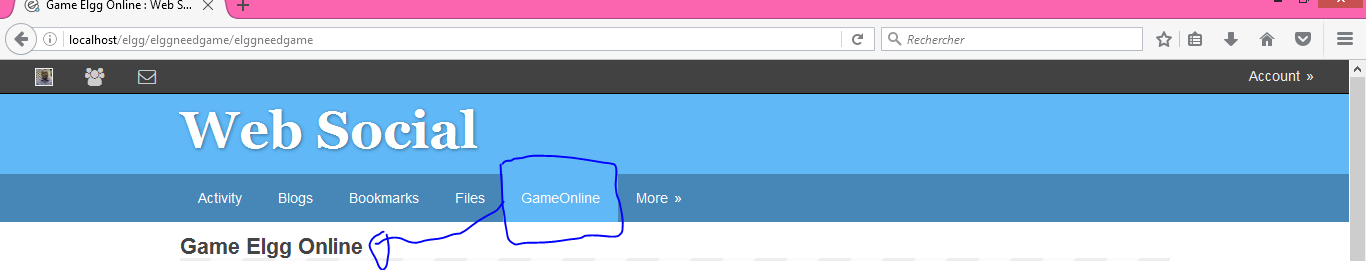 Game Elgg Online : Web S...
localhost/elgg/elggneedgame/elggneedgame
Rechercher
Account »
Web Social
Activity Blogs Bookmarks Files GameOnline More »
Game Elgg Online